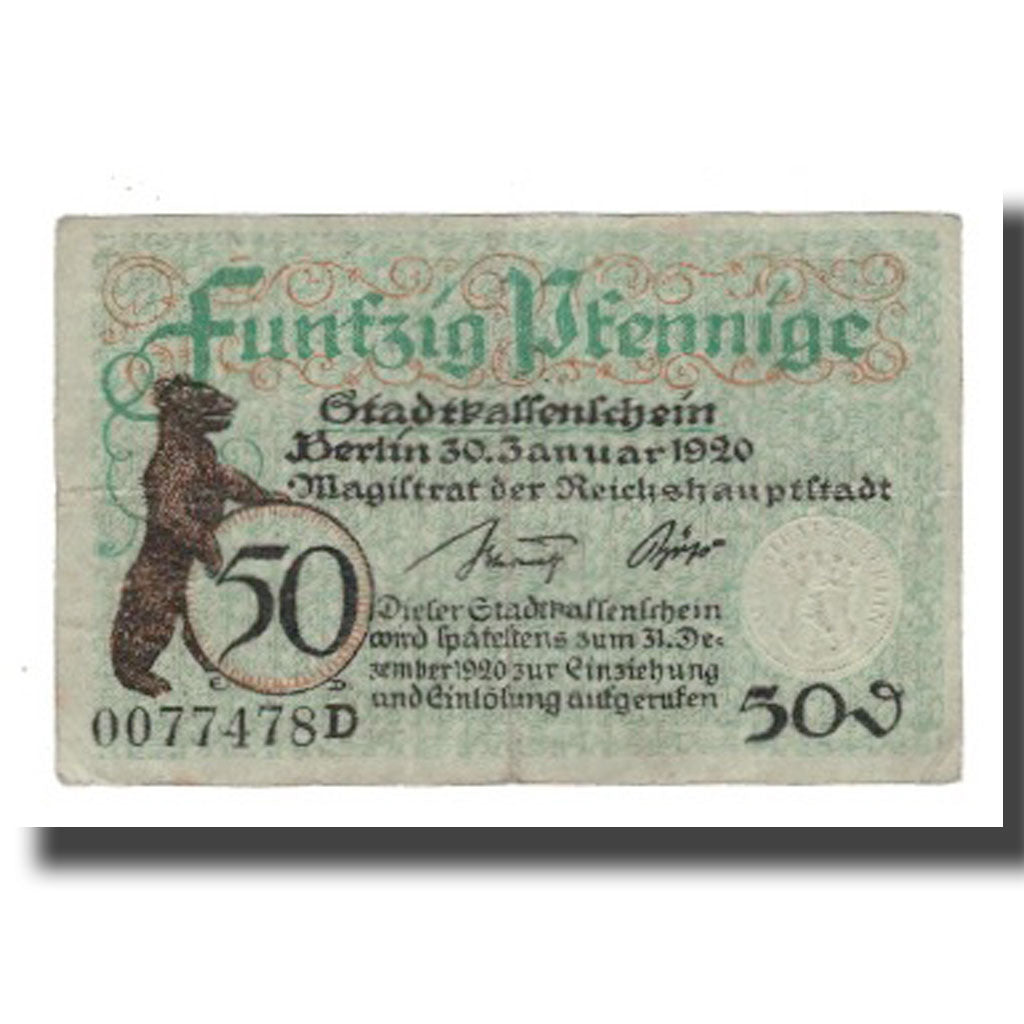 Funfzig Pfennige
Stadtkassenschein
Berlin 30. Januar 1920
Magistrat der Reichshauptstadt
50
Dieser Stadtkassenschein
wird spätestens zum 31. De-
zember 1920 zur Einziehung
und Einlösung aufgerufen
0077478D
50₰